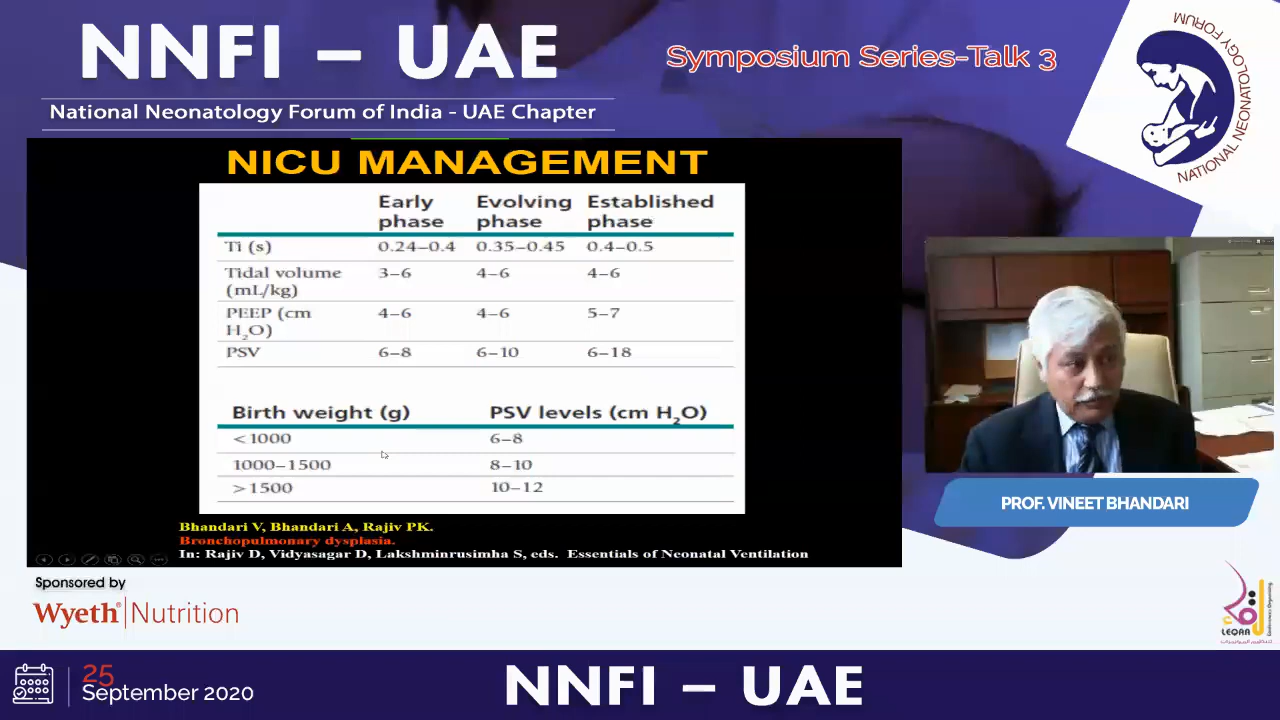 NNFI – UAE
National Neonatology Forum of India - UAE Chapter
Symposium Series-Talk 3
NATIONAL NEONATOLOGY FORUM
NICU MANAGEMENT
Early phase Evolving phase Established phase
Ti (s) 0.24–0.4 0.35–0.45 0.4–0.5
Tidal volume (mL/kg) 3–6 4–6 4–6
PEEP (cm H2O) 4–6 4–6 5–7
PSV 6–8 6–10 6–18
Birth weight (g) PSV levels (cm H2O)
<1000 6–8
1000–1500 8–10
>1500 10–12
Bhandari V, Bhandari A, Rajiv PK.
Bronchopulmonary dysplasia.
In: Rajiv D, Vidyasagar D, Lakshminrusimha S, eds. Essentials of Neonatal Ventilation
PROF. VINEET BHANDARI
Sponsored by
Wyeth® Nutrition
LEQAA
25
September 2020
NNFI – UAE